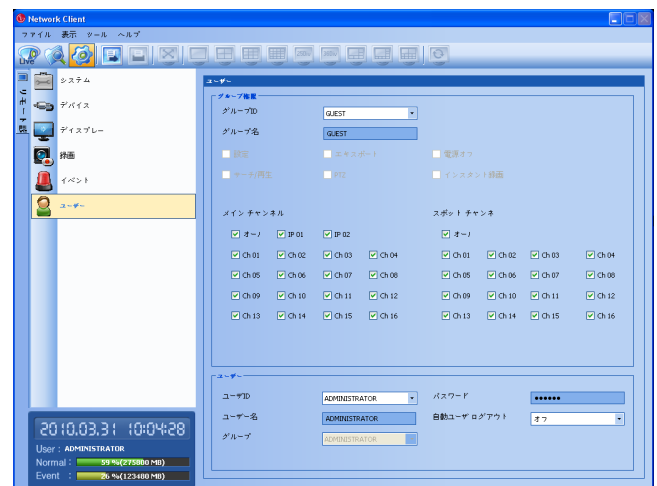 Network Client
ファイル 表示 ツール ヘルプ
Live
システム
デバイス
ディスプレー
録画
イベント
ユーザー
ユーザー
グループ権限
グループID GUEST
グループ名 GUEST
設定 エキスポート 電源オフ
サーチ/再生 PTZ インスタント録画
メイン チャンネル スポット チャンネ
オール IP 01 IP 02 オール
Ch 01 Ch 02 Ch 03 Ch 04 Ch 01 Ch 02 Ch 03 Ch 04
Ch 05 Ch 06 Ch 07 Ch 08 Ch 05 Ch 06 Ch 07 Ch 08
Ch 09 Ch 10 Ch 11 Ch 12 Ch 09 Ch 10 Ch 11 Ch 12
Ch 13 Ch 14 Ch 15 Ch 16 Ch 13 Ch 14 Ch 15 Ch 16
ユーザー
ユーザID ADMINISTRATOR パスワード ●●●●●●
ユーザー名 ADMINISTRATOR 自動ユーザ ログアウト オフ
グループ ADMINISTRATOR
2010.03.31 10:04:28
User : ADMINISTRATOR
Normal : 59 %(275800 MB)
Event : 26 %(123480 MB)